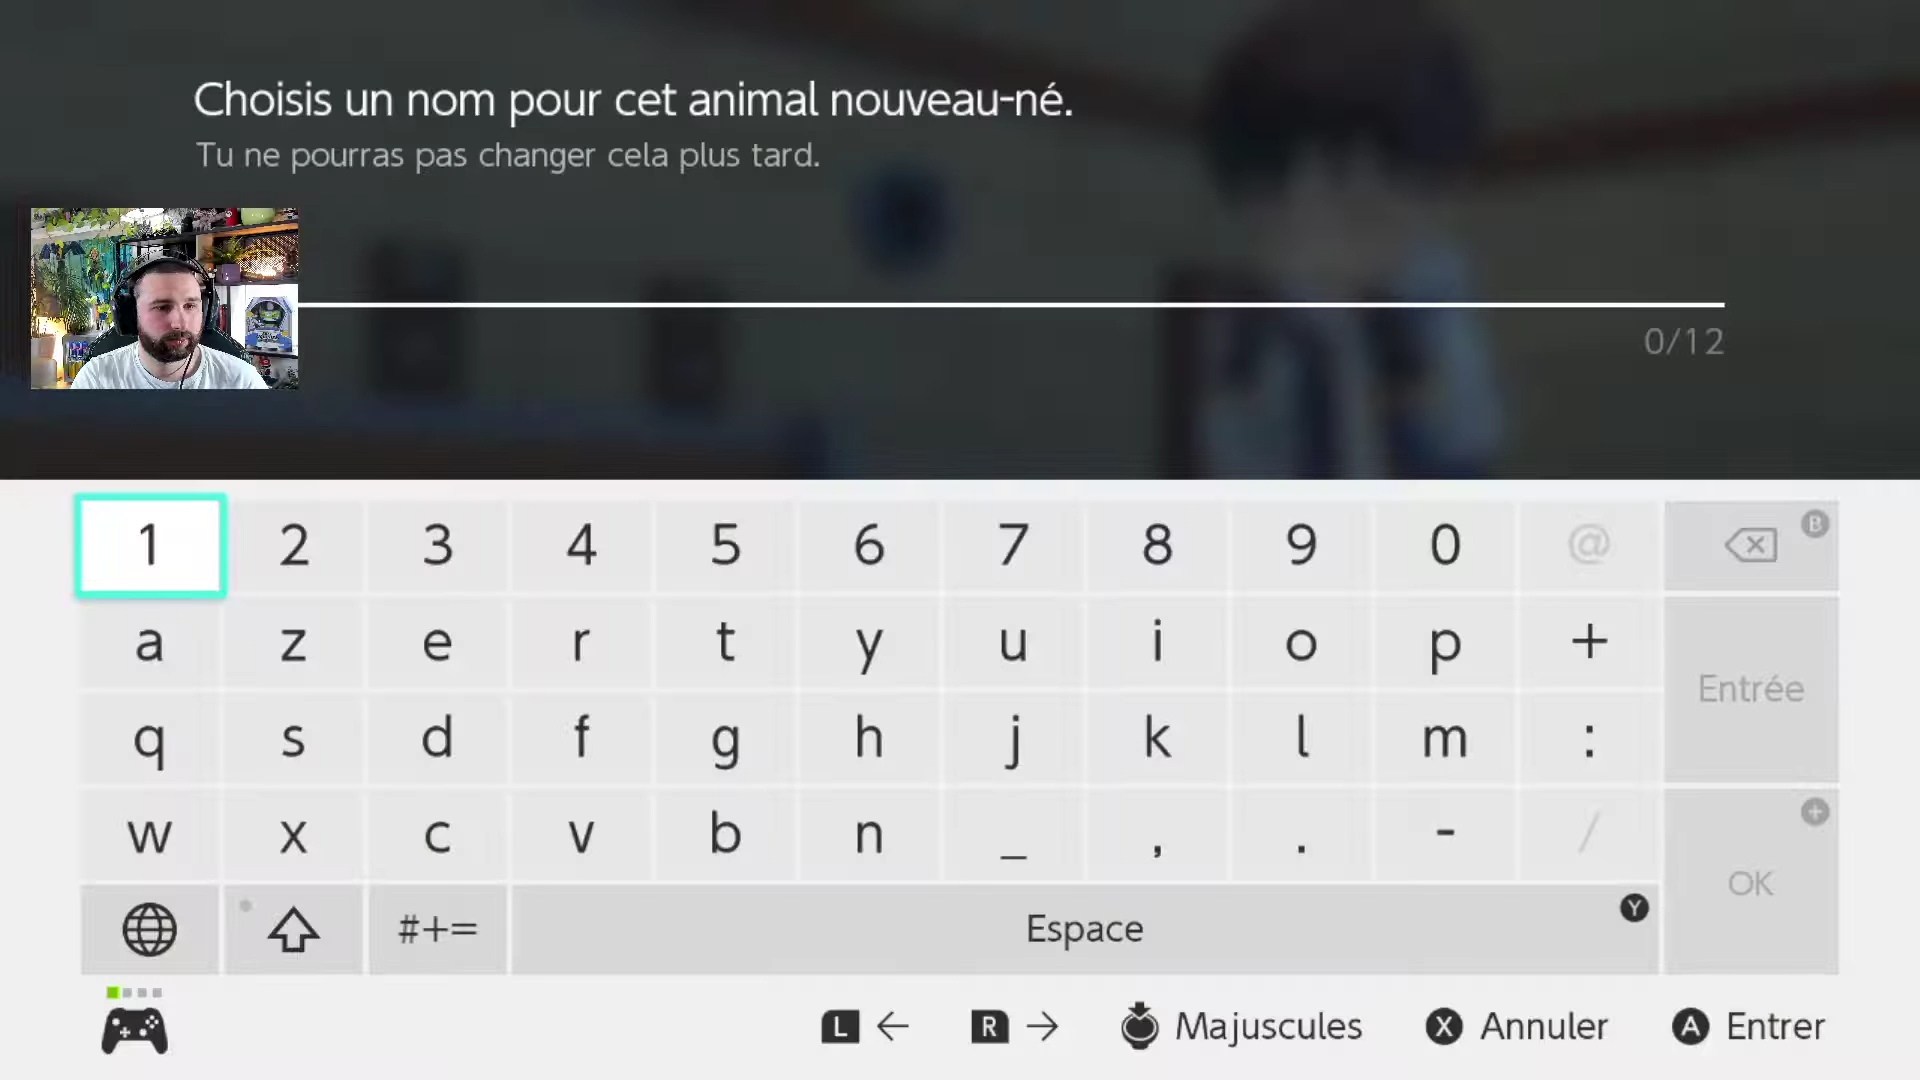 Choisis un nom pour cet animal nouveau-né.
Tu ne pourras pas changer cela plus tard.
0/12
1 2 3 4 5 6 7 8 9 0 @ B
a z e r t y u i o p +
Entrée
q s d f g h j k l m :
w x c v b n _ , . - /
OK
#+= Espace Y
L ← R → Majuscules X Annuler A Entrer